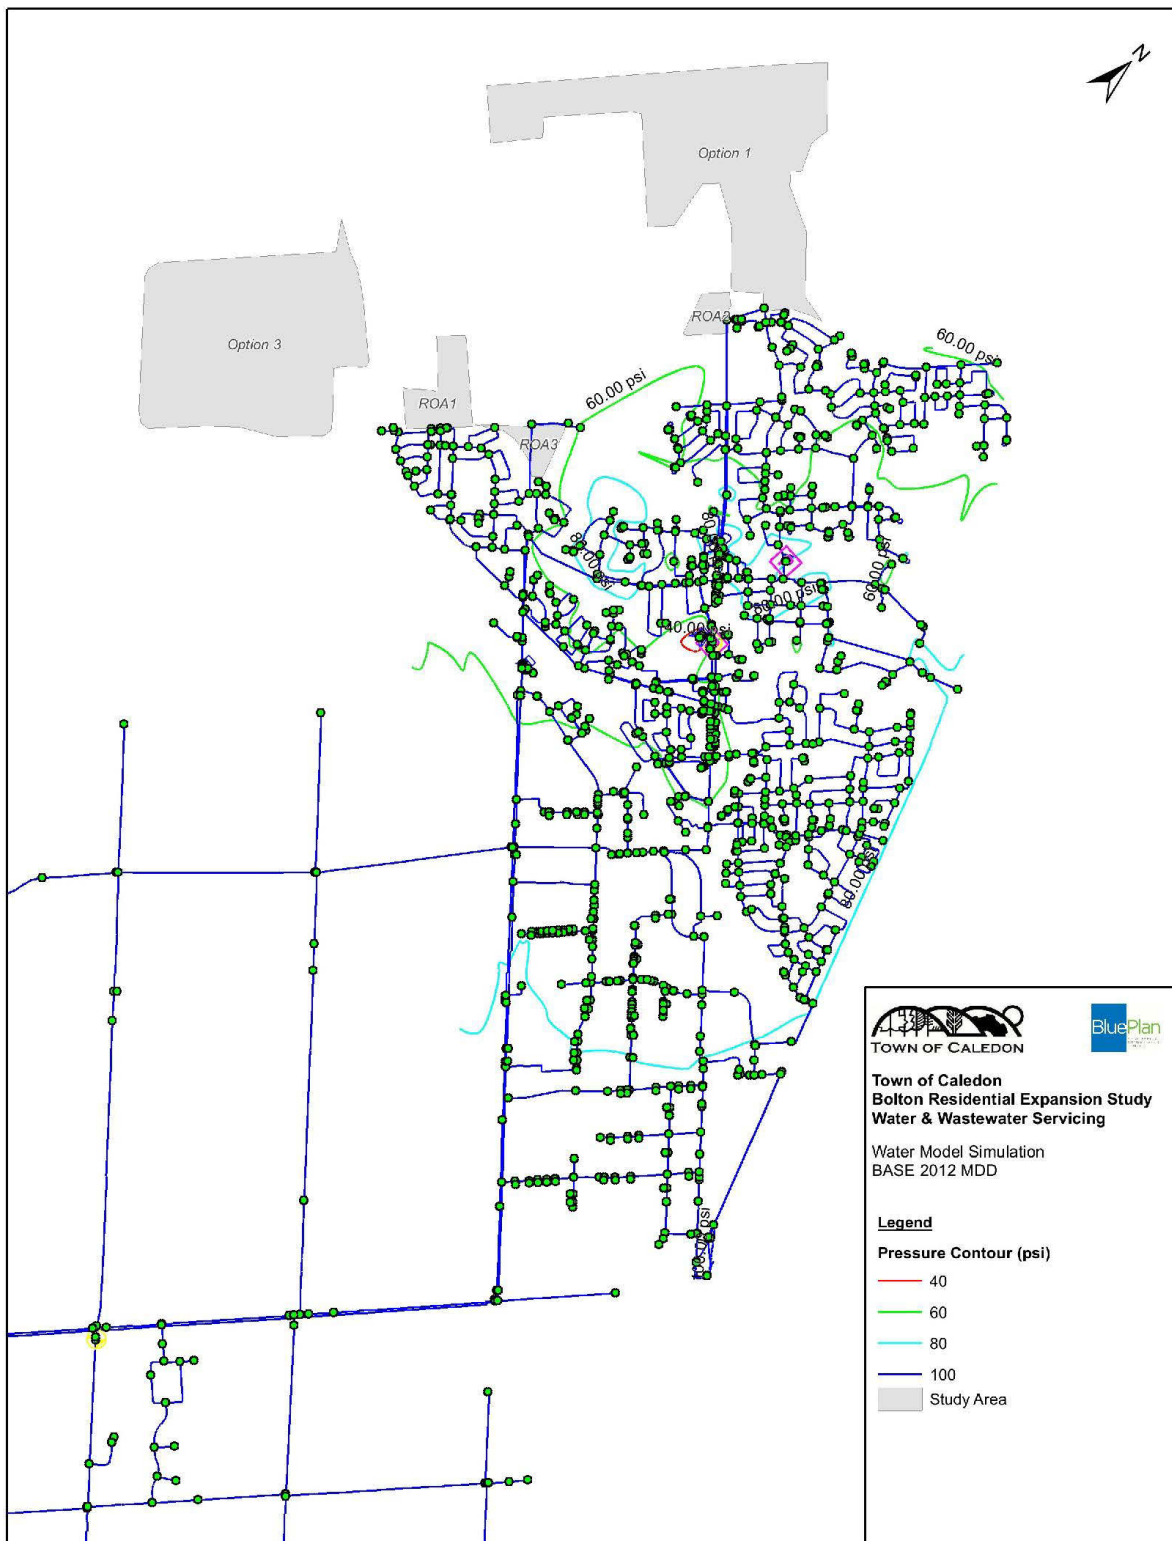 N
Option 1
Option 3
ROA2
60.00 psi
60.00 psi
ROA1
ROA3
80.00 psi
60.00 psi
80.00 psi
40.00 psi
80.00 psi
TOWN OF CALEDON
BluePlan
Town of Caledon
Bolton Residential Expansion Study
Water & Wastewater Servicing
Water Model Simulation
BASE 2012 MDD
Legend
Pressure Contour (psi)
40
60
80
100
Study Area